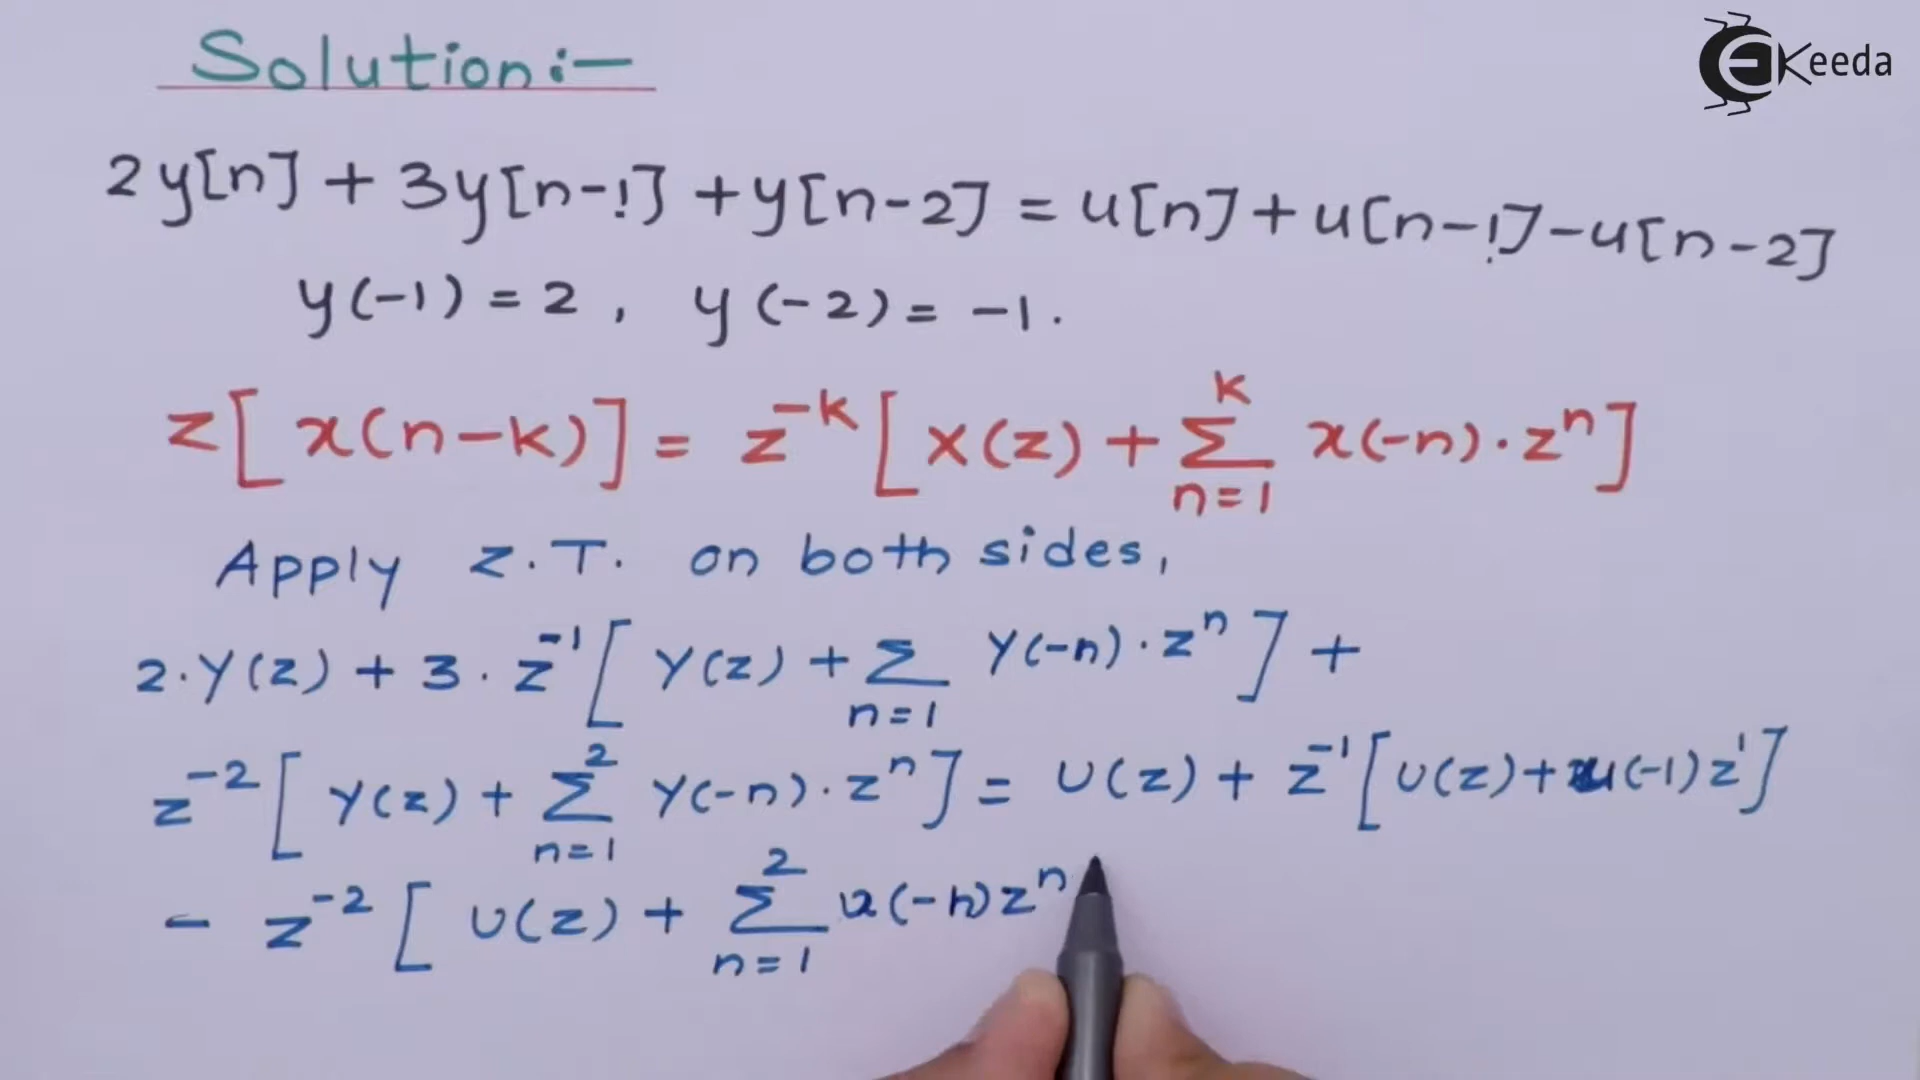 Solution:-
Keeda
2y[n] + 3y[n-1] + y[n-2] = u[n] + u[n-1] - u[n-2]
y(-1) = 2 , y(-2) = -1.
z[x(n-k)] = z^-k [X(z) + Σ_{n=1}^{k} x(-n)·z^n]
Apply Z.T. on both sides,
2·Y(z) + 3·z^-1 [Y(z) + Σ_{n=1} Y(-n)·z^n] +
z^-2 [Y(z) + Σ_{n=1}^{2} Y(-n)·z^n] = U(z) + z^-1 [U(z) + u(-1)z^1]
- z^-2 [U(z) + Σ_{n=1}^{2} u(-n)z^n